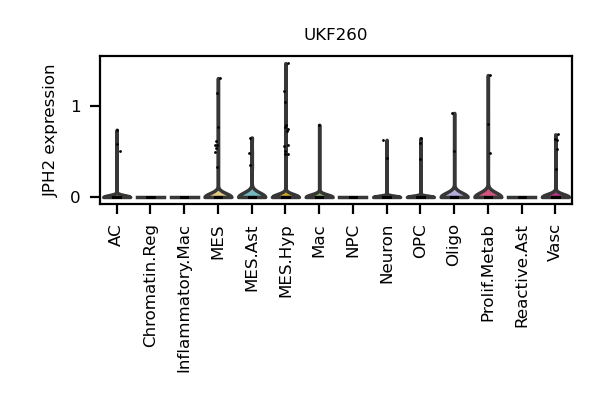 UKF260
JPH2 expression
1
0
AC
Chromatin.Reg
Inflammatory.Mac
MES
MES.Ast
MES.Hyp
Mac
NPC
Neuron
OPC
Oligo
Prolif.Metab
Reactive.Ast
Vasc